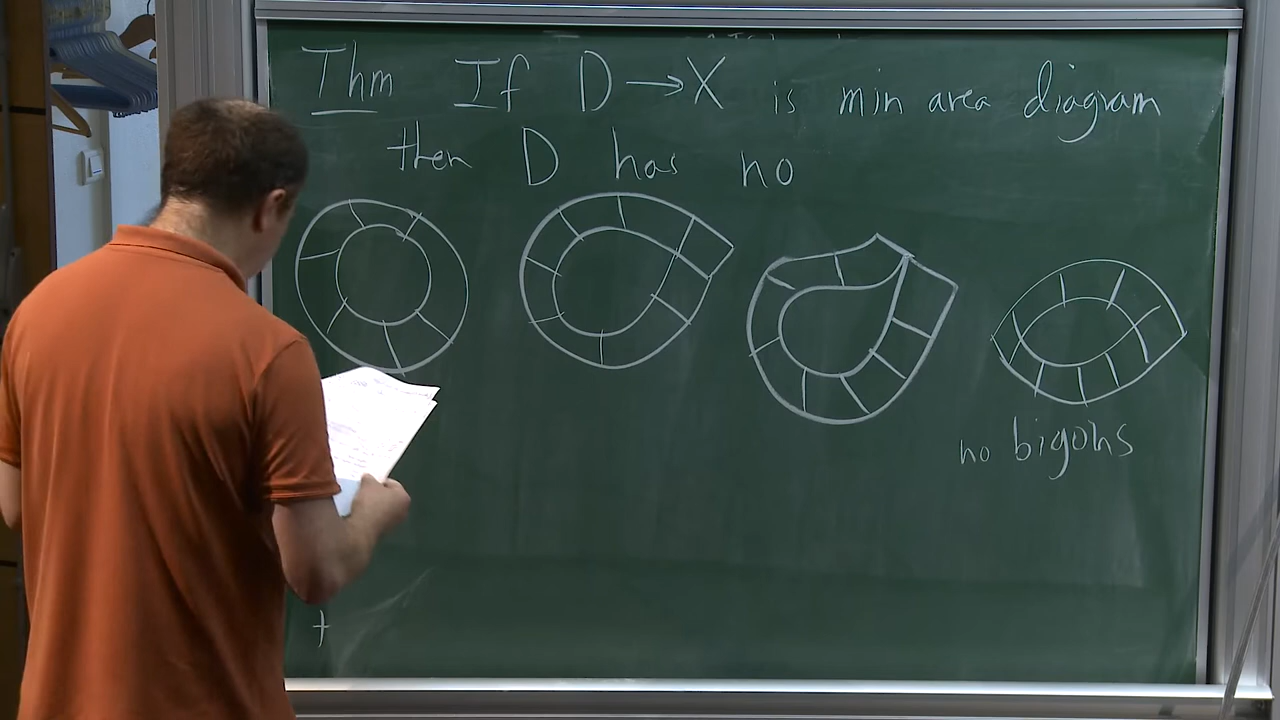 Thm If D → X is min area diagram
then D has no
no bigons